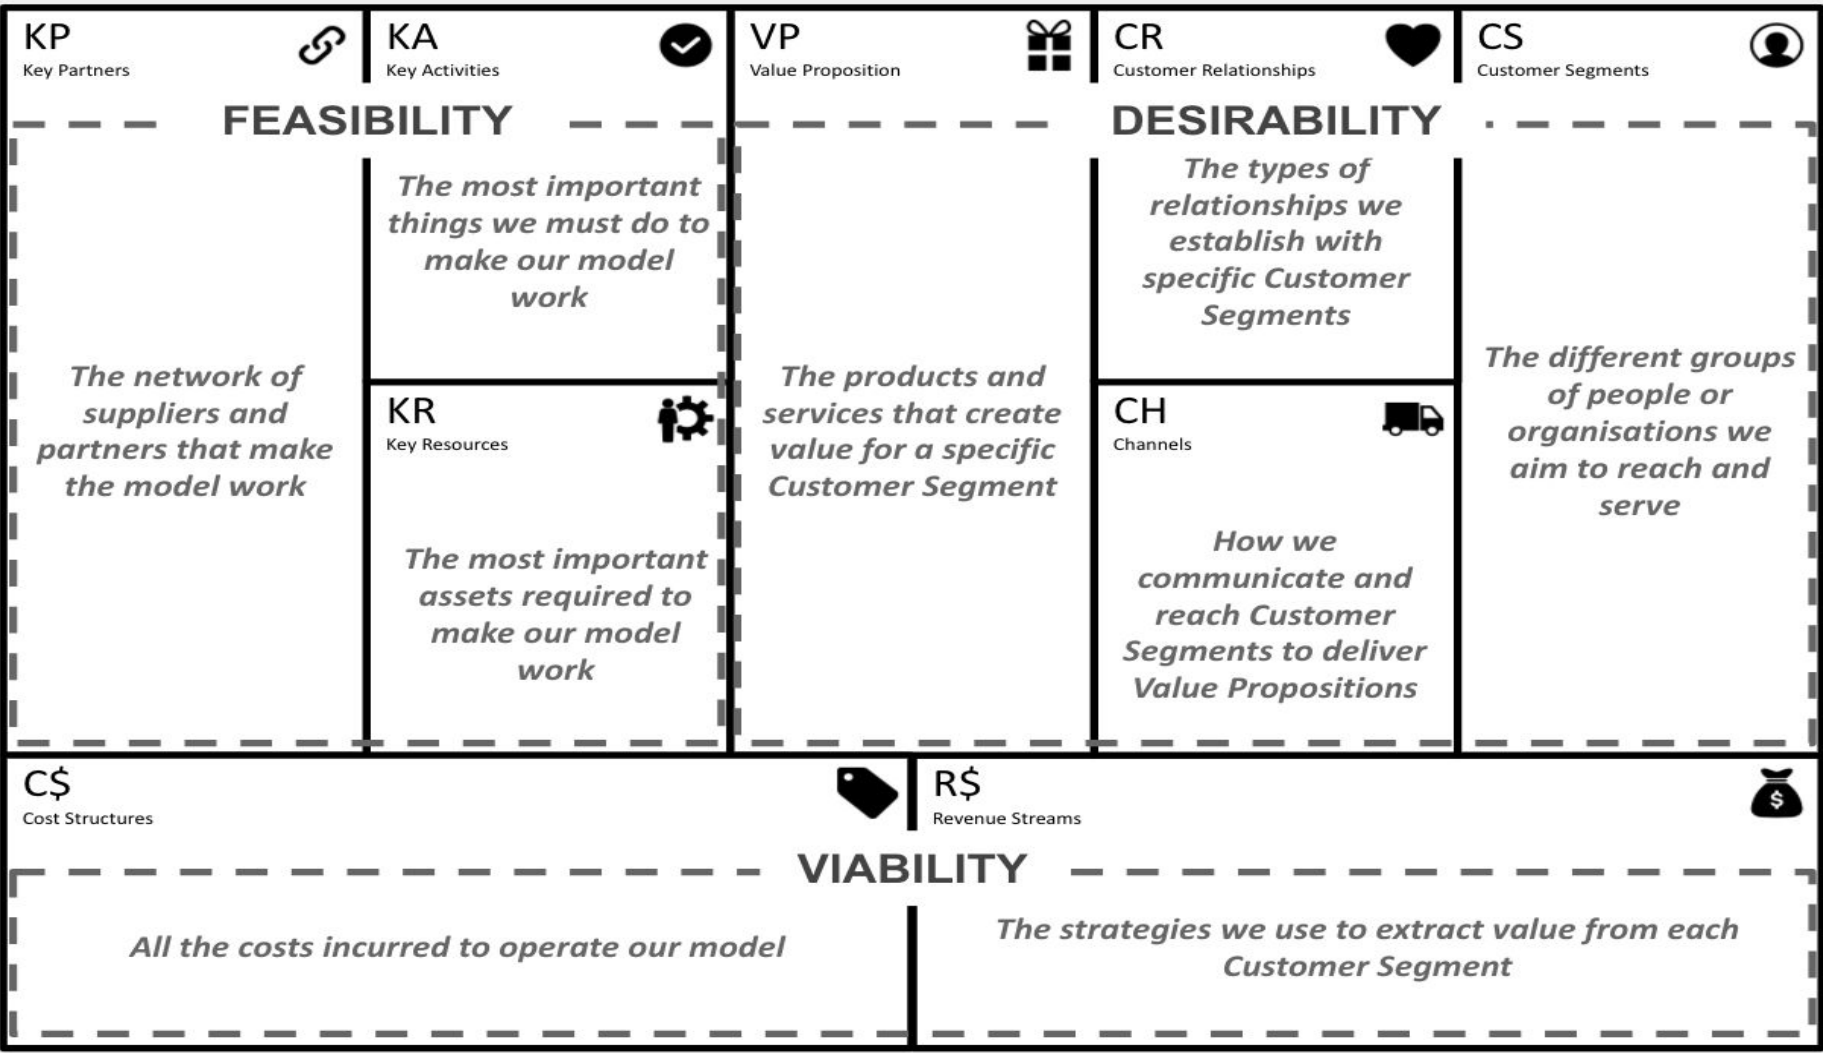 KP
Key Partners
KA
Key Activities
VP
Value Proposition
CR
Customer Relationships
CS
Customer Segments
FEASIBILITY
DESIRABILITY
The network of
suppliers and
partners that make
the model work
The most important
things we must do to
make our model
work
KR
Key Resources
The most important
assets required to
make our model
work
The products and
services that create
value for a specific
Customer Segment
The types of
relationships we
establish with
specific Customer
Segments
CH
Channels
How we
communicate and
reach Customer
Segments to deliver
Value Propositions
The different groups
of people or
organisations we
aim to reach and
serve
C$
Cost Structures
R$
Revenue Streams
$
VIABILITY
All the costs incurred to operate our model
The strategies we use to extract value from each
Customer Segment